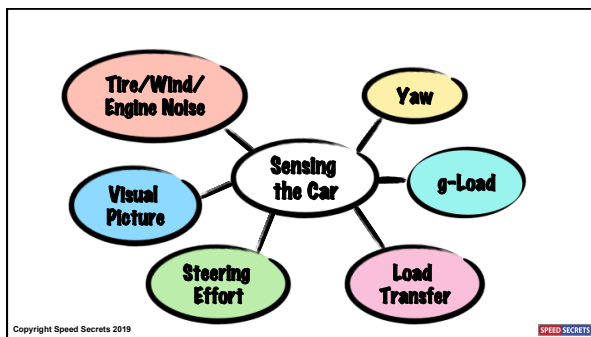 Tire/Wind/
Engine Noise
Yaw
Sensing
the Car
g-Load
Visual
Picture
Steering
Effort
Load
Transfer
Copyright Speed Secrets 2019
SPEED SECRETS